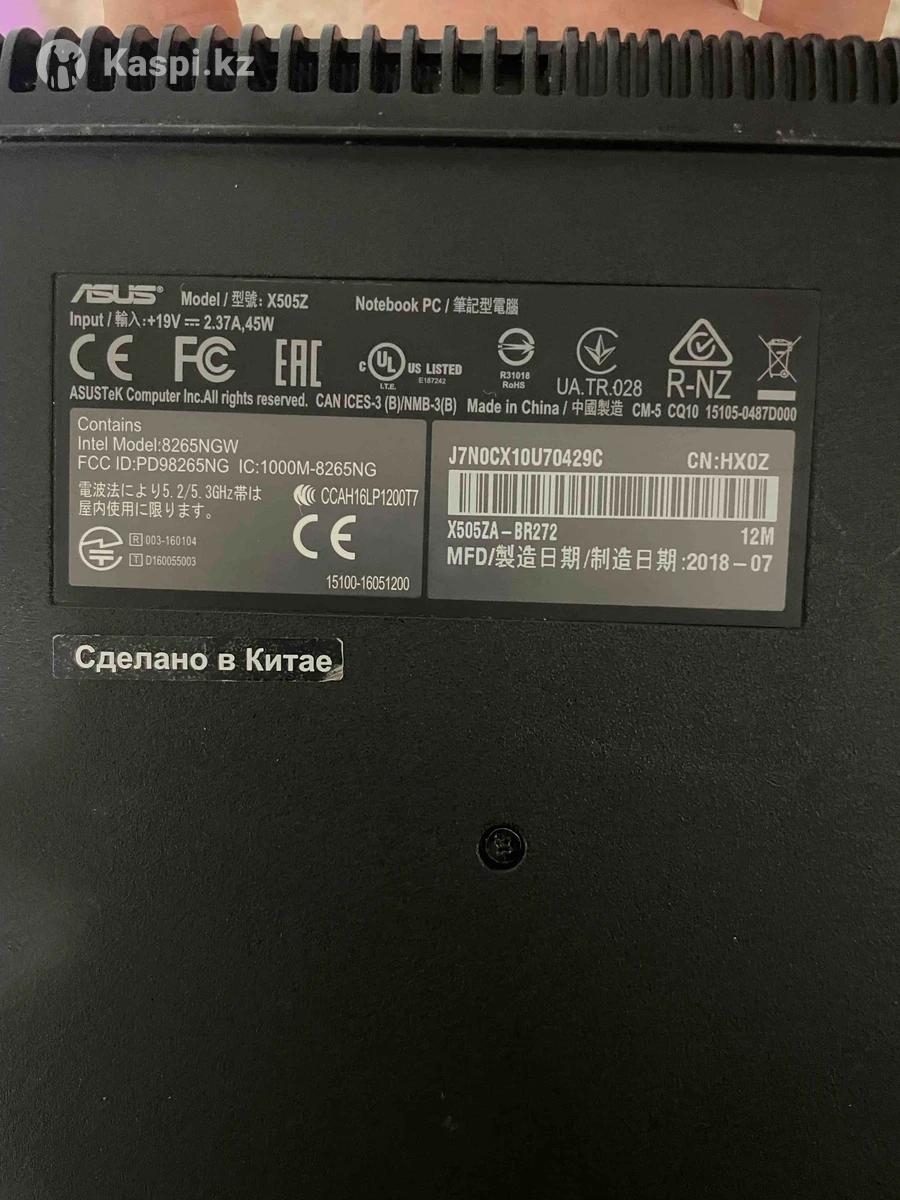 Kaspi.kz
ASUS® Model / 型號: X505Z Notebook PC / 筆記型電腦
Input / 輸入:+19V 2.37A,45W
CE FC EAC c UL US LISTED R31018 UA.TR.028 R-NZ
I.T.E. E187242 RoHS
ASUSTeK Computer Inc.All rights reserved. CAN ICES-3 (B)/NMB-3(B) Made in China / 中國製造 CM-5 CQ10 15105-0487D000
Contains
Intel Model:8265NGW
FCC ID:PD98265NG IC:1000M-8265NG
電波法により5.2/5.3GHz帯は
屋内使用に限ります。
CCAH16LP1200T7
CE
R 003-160104
T D160055003
15100-16051200
J7N0CX10U70429C CN:HX0Z
X505ZA-BR272 12M
MFD/製造日期/制造日期:2018-07
Сделано в Китае